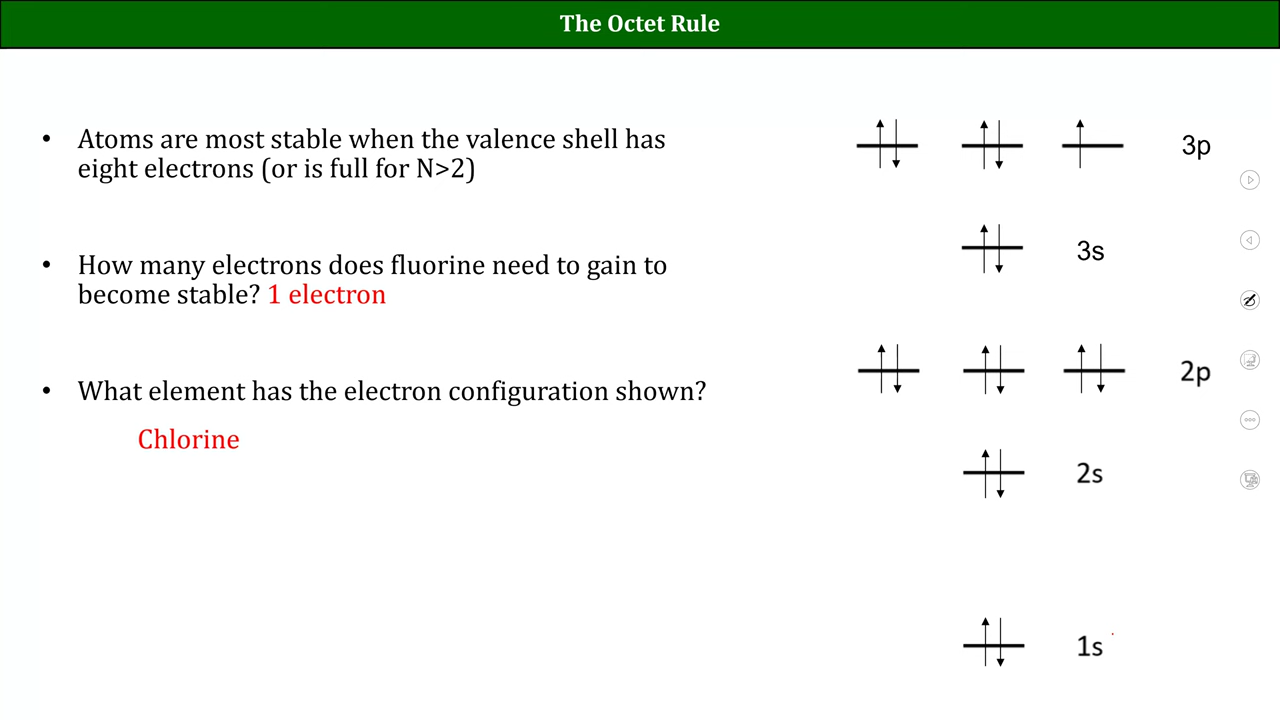 The Octet Rule
• Atoms are most stable when the valence shell has
eight electrons (or is full for N>2)
• How many electrons does fluorine need to gain to
become stable? 1 electron
• What element has the electron configuration shown?
Chlorine
3p
3s
2p
2s
1s